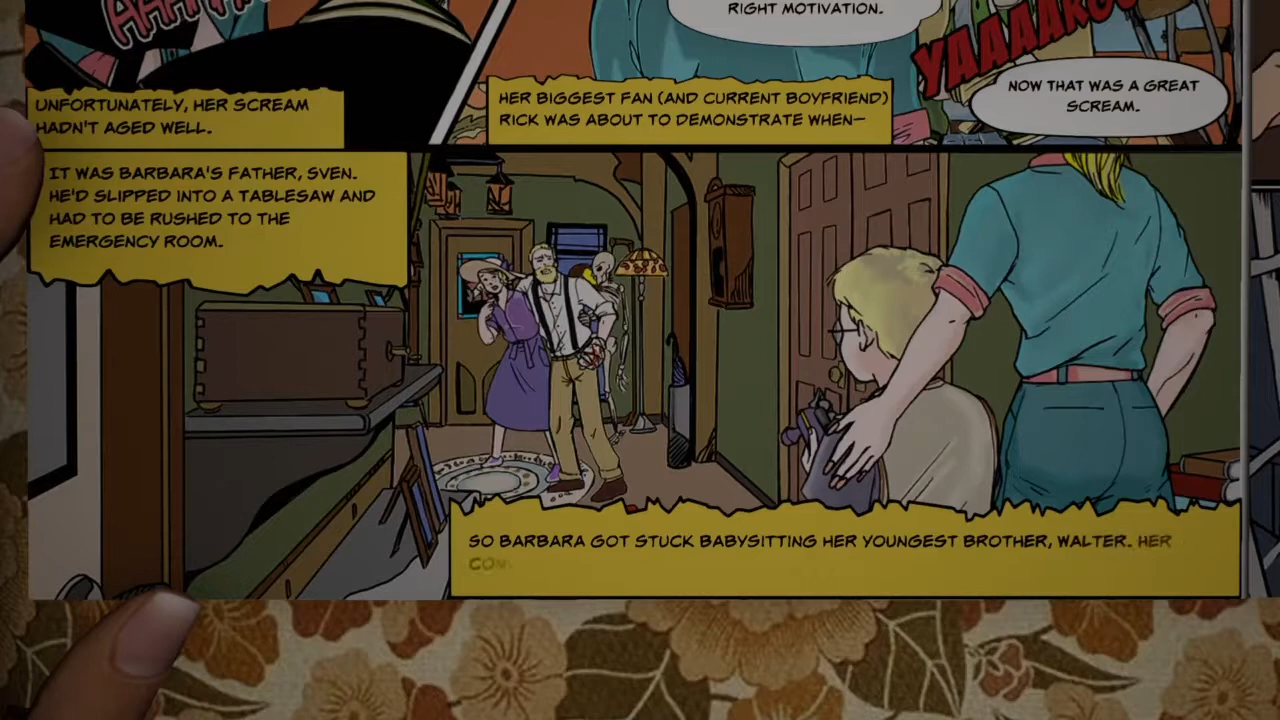 RIGHT MOTIVATION.
NOW THAT WAS A GREAT
SCREAM.
UNFORTUNATELY, HER SCREAM
HADN'T AGED WELL.
HER BIGGEST FAN (AND CURRENT BOYFRIEND)
RICK WAS ABOUT TO DEMONSTRATE WHEN—
IT WAS BARBARA'S FATHER, SVEN.
HE'D SLIPPED INTO A TABLESAW AND
HAD TO BE RUSHED TO THE
EMERGENCY ROOM.
SO BARBARA GOT STUCK BABYSITTING HER YOUNGEST BROTHER, WALTER. HER